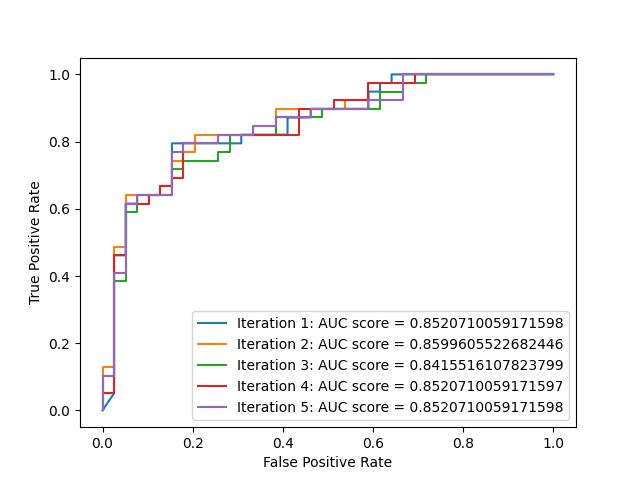 1.0
0.8
0.6
0.4
0.2
0.0
True Positive Rate
Iteration 1: AUC score = 0.8520710059171598
Iteration 2: AUC score = 0.8599605522682446
Iteration 3: AUC score = 0.8415516107823799
Iteration 4: AUC score = 0.8520710059171597
Iteration 5: AUC score = 0.8520710059171598
0.0 0.2 0.4 0.6 0.8 1.0
False Positive Rate